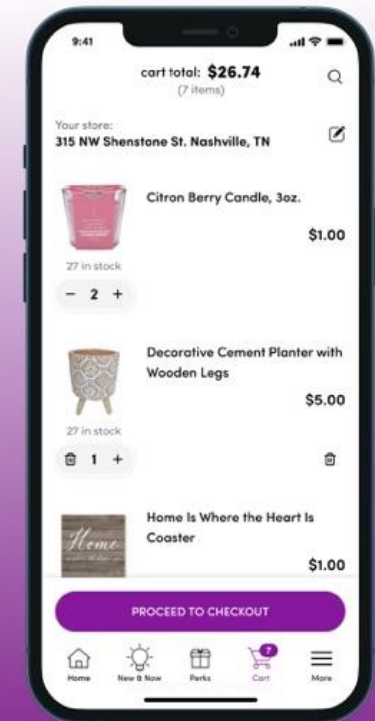 9:41
cart total: $26.74
(7 items)
Your store:
315 NW Shenstone St. Nashville, TN
Citron Berry Candle, 3oz.
$1.00
27 in stock
- 2 +
Decorative Cement Planter with
Wooden Legs
$5.00
27 in stock
1 +
Home Is Where the Heart Is
Coaster
Home
$1.00
PROCEED TO CHECKOUT
7
Home
New & Now
Perks
Cart
More